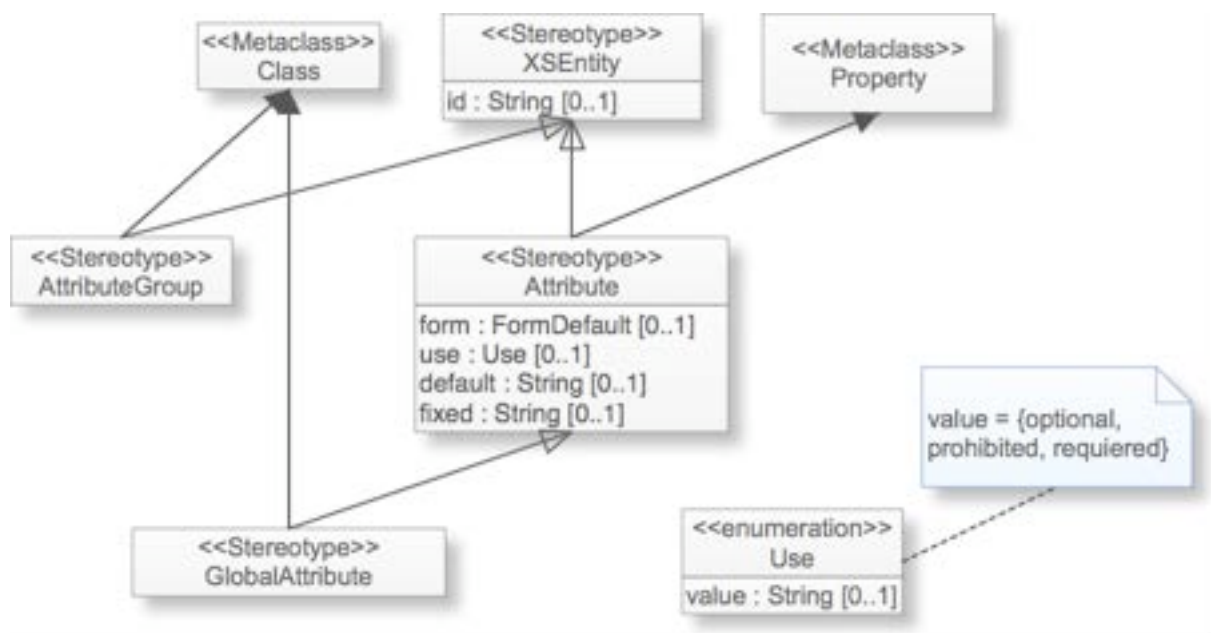 <<Metaclass>>
Class
<<Stereotype>>
XSEntity
id : String [0..1]
<<Metaclass>>
Property
<<Stereotype>>
AttributeGroup
<<Stereotype>>
Attribute
form : FormDefault [0..1]
use : Use [0..1]
default : String [0..1]
fixed : String [0..1]
value = {optional,
prohibited, requiered}
<<Stereotype>>
GlobalAttribute
<<enumeration>>
Use
value : String [0..1]